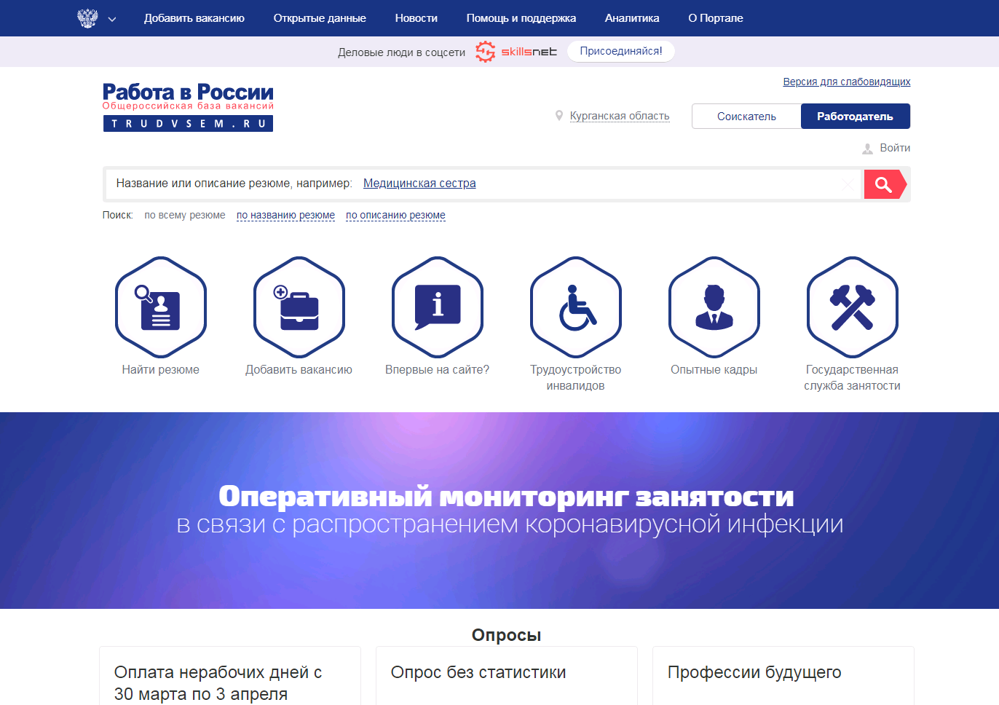 Добавить вакансию Открытые данные Новости Помощь и поддержка Аналитика О Портале
Деловые люди в соцсети skillsnet Присоединяйся!
Версия для слабовидящих
Работа в России
Общероссийская база вакансий
TRUDVSEM.RU
Курганская область Соискатель Работодатель
Войти
Название или описание резюме, например: Медицинская сестра
Поиск: по всему резюме по названию резюме по описанию резюме
Найти резюме Добавить вакансию Впервые на сайте? Трудоустройство инвалидов Опытные кадры Государственная служба занятости
Оперативный мониторинг занятости
в связи с распространением коронавирусной инфекции
Опросы
Оплата нерабочих дней с
30 марта по 3 апреля
Опрос без статистики
Профессии будущего